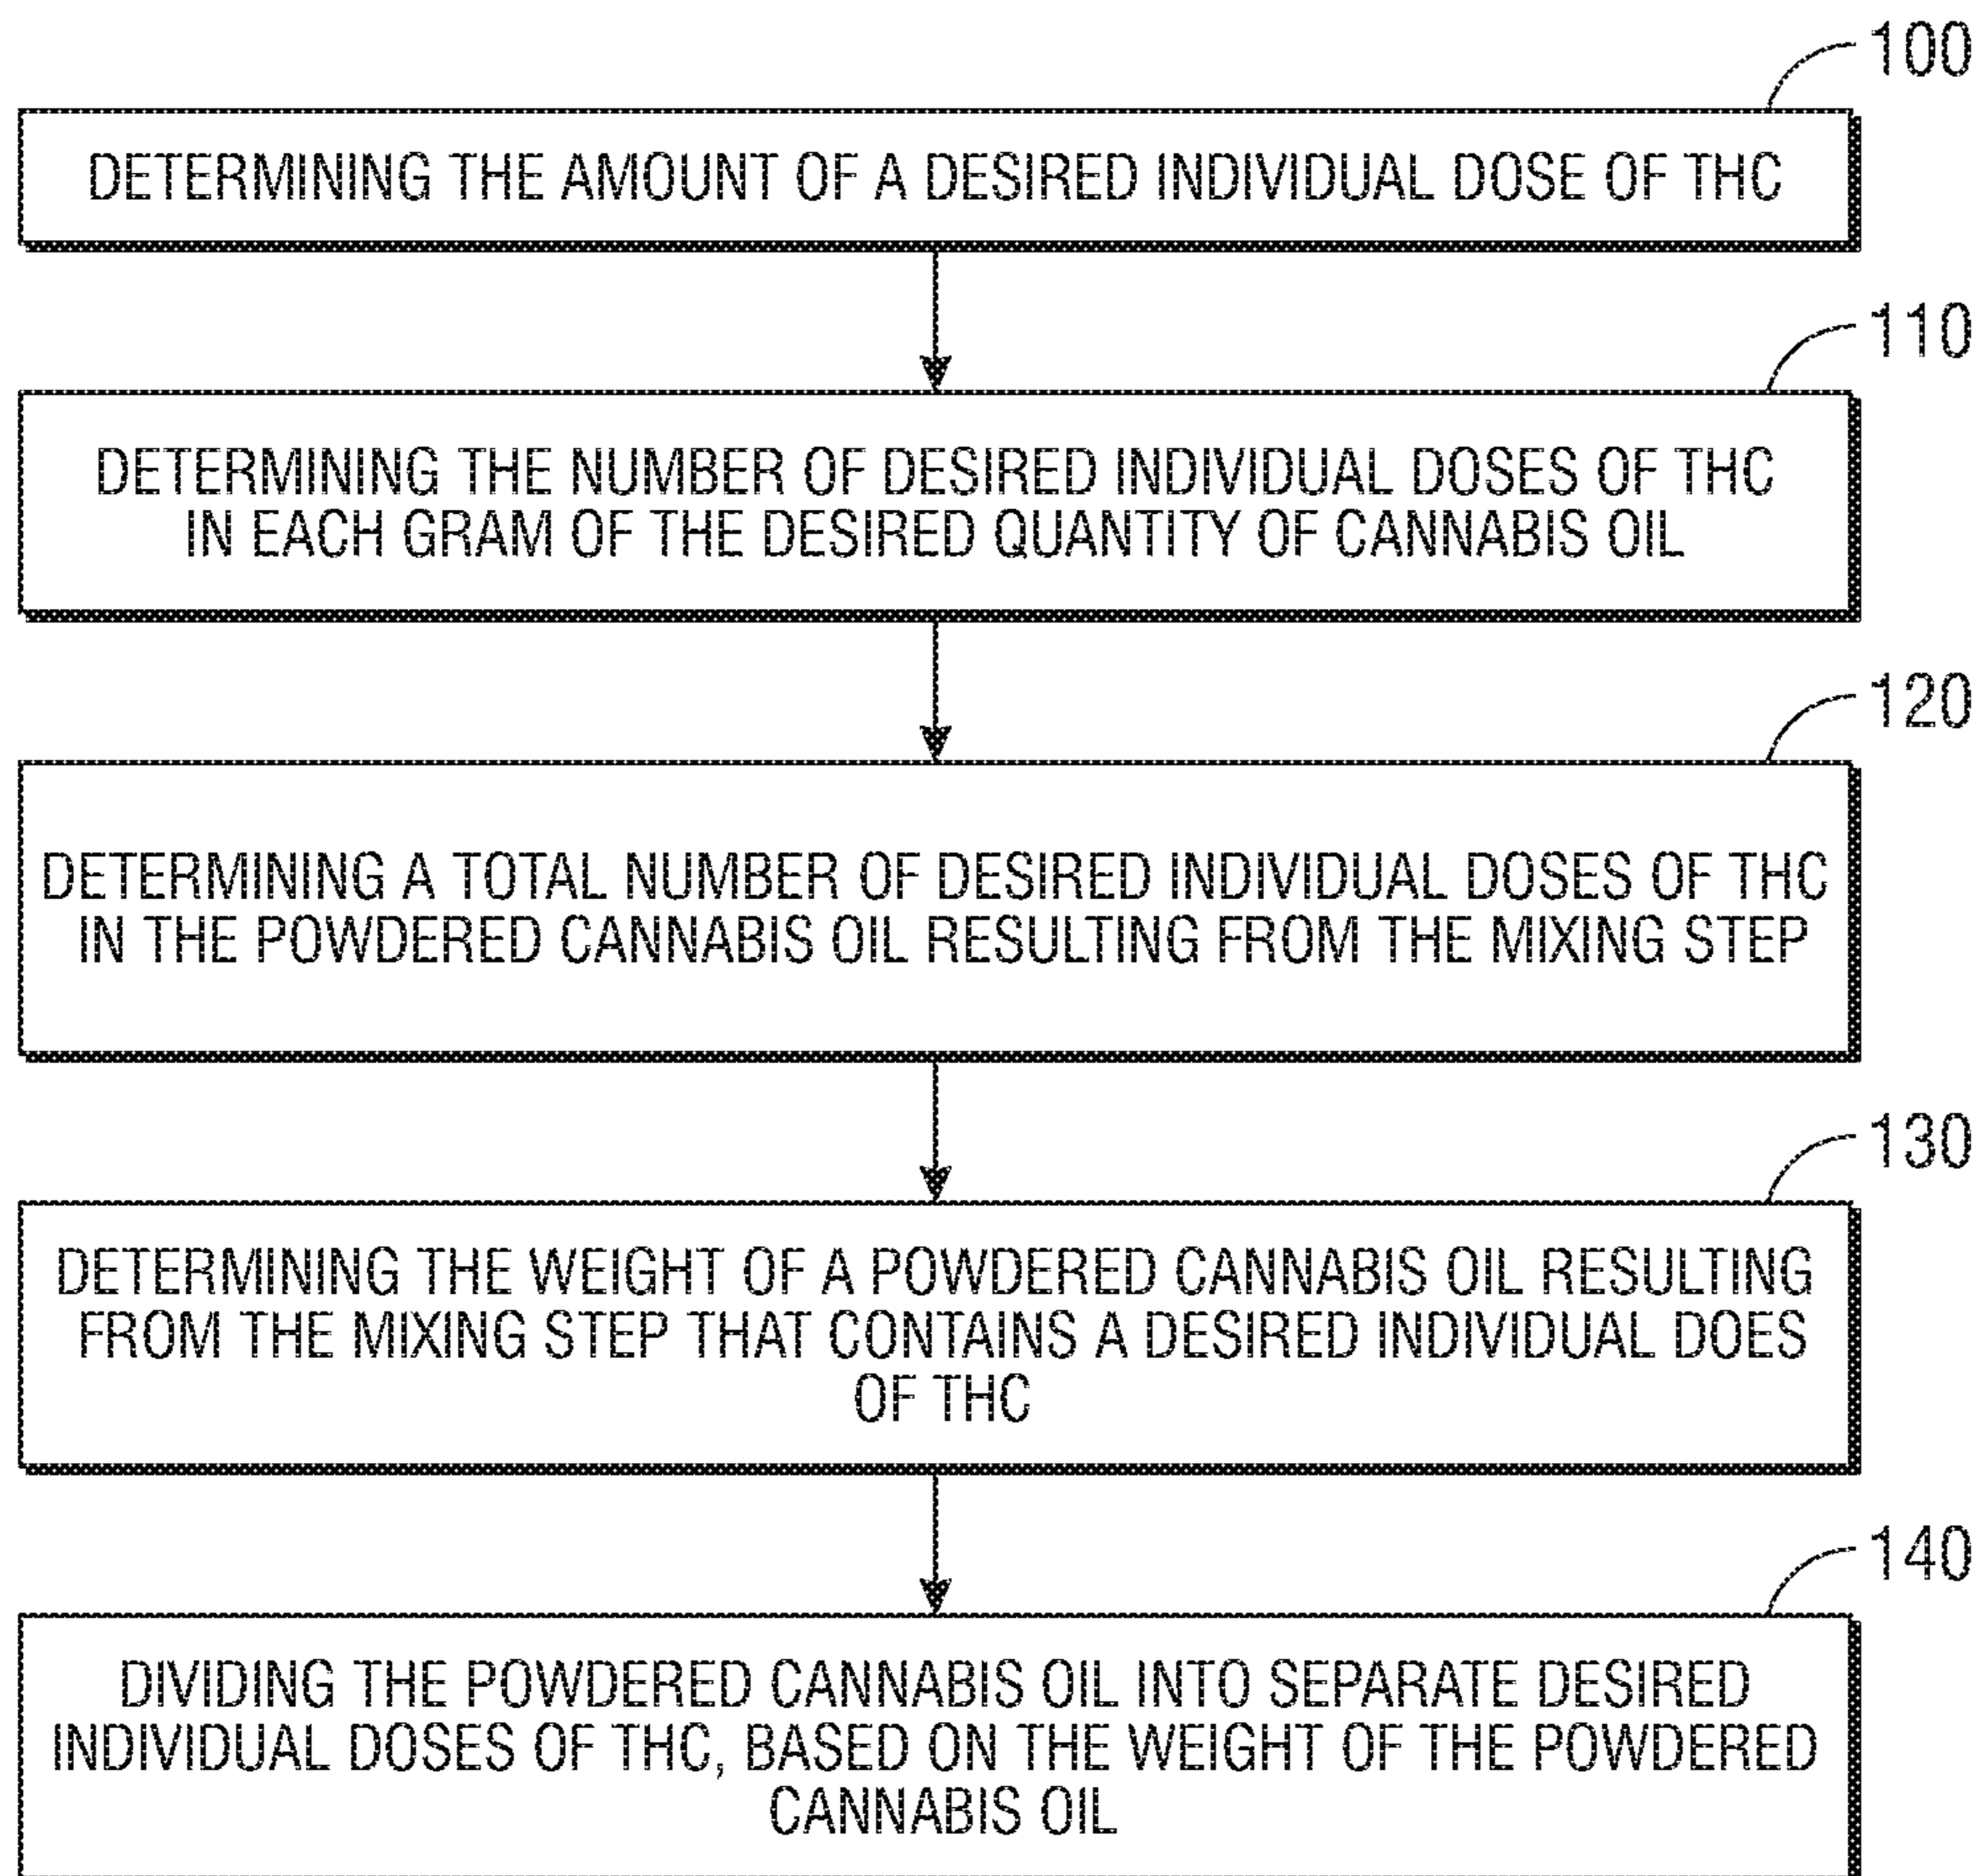 100
DETERMINING THE AMOUNT OF A DESIRED INDIVIDUAL DOSE OF THC
110
DETERMINING THE NUMBER OF DESIRED INDIVIDUAL DOSES OF THC
IN EACH GRAM OF THE DESIRED QUANTITY OF CANNABIS OIL
120
DETERMINING A TOTAL NUMBER OF DESIRED INDIVIDUAL DOSES OF THC
IN THE POWDERED CANNABIS OIL RESULTING FROM THE MIXING STEP
130
DETERMINING THE WEIGHT OF A POWDERED CANNABIS OIL RESULTING
FROM THE MIXING STEP THAT CONTAINS A DESIRED INDIVIDUAL DOES
OF THC
140
DIVIDING THE POWDERED CANNABIS OIL INTO SEPARATE DESIRED
INDIVIDUAL DOSES OF THC, BASED ON THE WEIGHT OF THE POWDERED
CANNABIS OIL